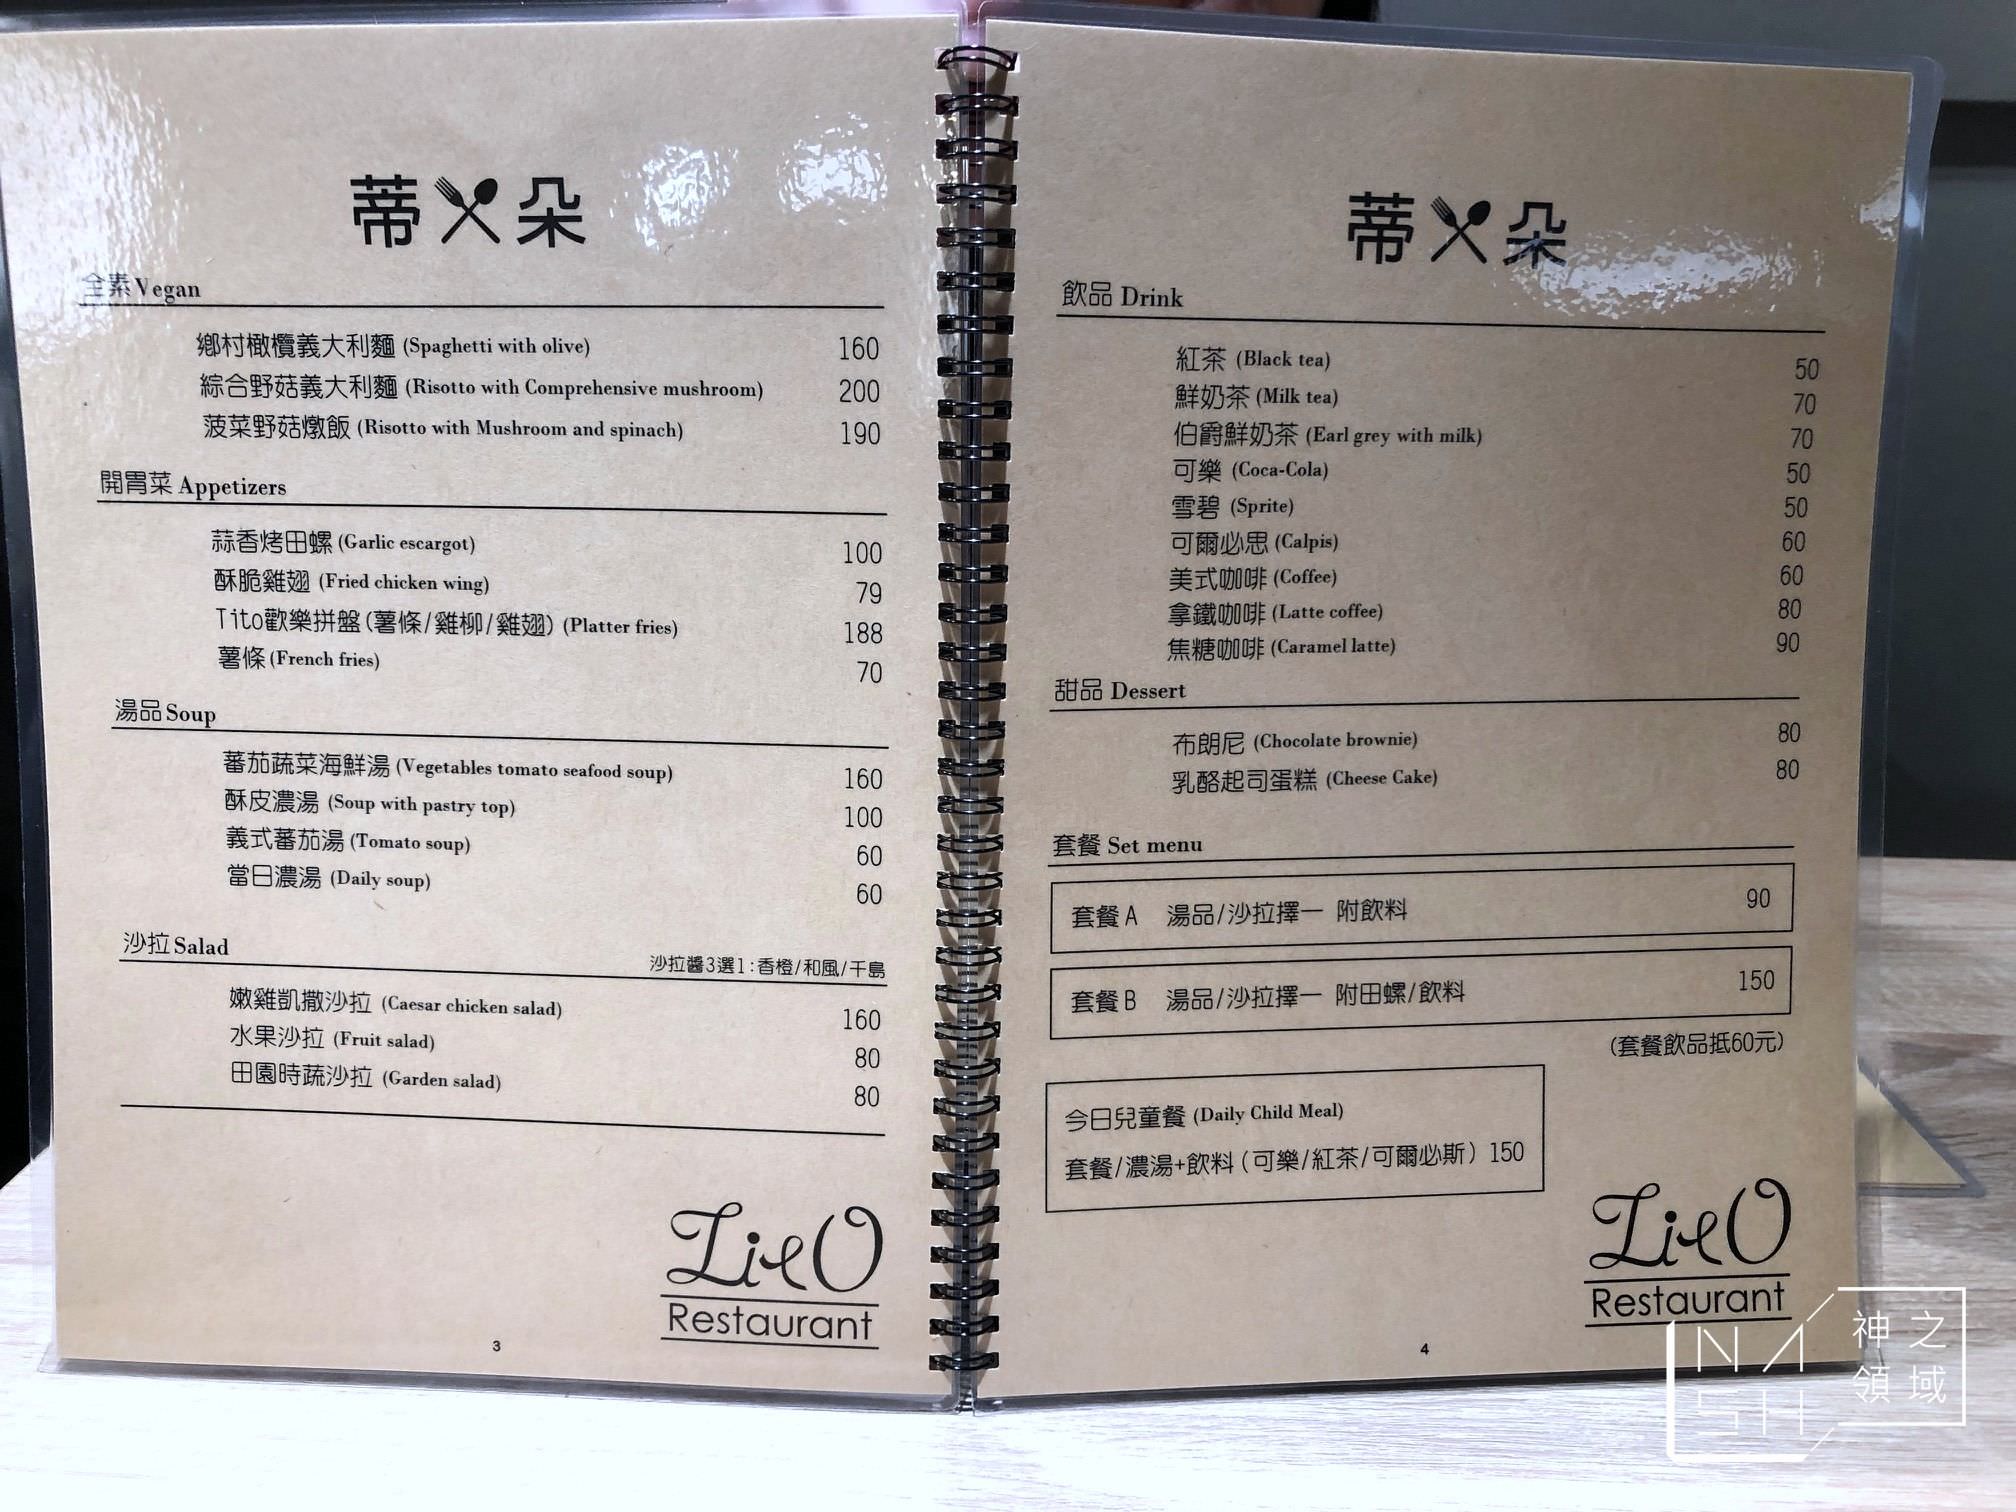 蒂 朵
全素 Vegan
鄉村橄欖義大利麵 (Spaghetti with olive) 160
綜合野菇義大利麵 (Risotto with Comprehensive mushroom) 200
菠菜野菇燉飯 (Risotto with Mushroom and spinach) 190
開胃菜 Appetizers
蒜香烤田螺 (Garlic escargot) 100
酥脆雞翅 (Fried chicken wing) 79
Tito歡樂拼盤(薯條/雞柳/雞翅) (Platter fries) 188
薯條 (French fries) 70
湯品 Soup
蕃茄蔬菜海鮮湯 (Vegetables tomato seafood soup) 160
酥皮濃湯 (Soup with pastry top) 100
義式蕃茄湯 (Tomato soup) 60
當日濃湯 (Daily soup) 60
沙拉 Salad
沙拉醬3選1:香橙/和風/千島
嫩雞凱撒沙拉 (Caesar chicken salad) 160
水果沙拉 (Fruit salad) 80
田園時蔬沙拉 (Garden salad) 80
TitO
Restaurant
3
蒂 朵
飲品 Drink
紅茶 (Black tea) 50
鮮奶茶 (Milk tea) 70
伯爵鮮奶茶 (Earl grey with milk) 70
可樂 (Coca-Cola) 50
雪碧 (Sprite) 50
可爾必思 (Calpis) 60
美式咖啡 (Coffee) 60
拿鐵咖啡 (Latte coffee) 80
焦糖咖啡 (Caramel latte) 90
甜品 Dessert
布朗尼 (Chocolate brownie) 80
乳酪起司蛋糕 (Cheese Cake) 80
套餐 Set menu
套餐A 湯品/沙拉擇一 附飲料 90
套餐B 湯品/沙拉擇一 附田螺/飲料 150
(套餐飲品抵60元)
今日兒童餐 (Daily Child Meal)
套餐/濃湯+飲料(可樂/紅茶/可爾必斯) 150
TitO
Restaurant
4
NASH
神之
領域